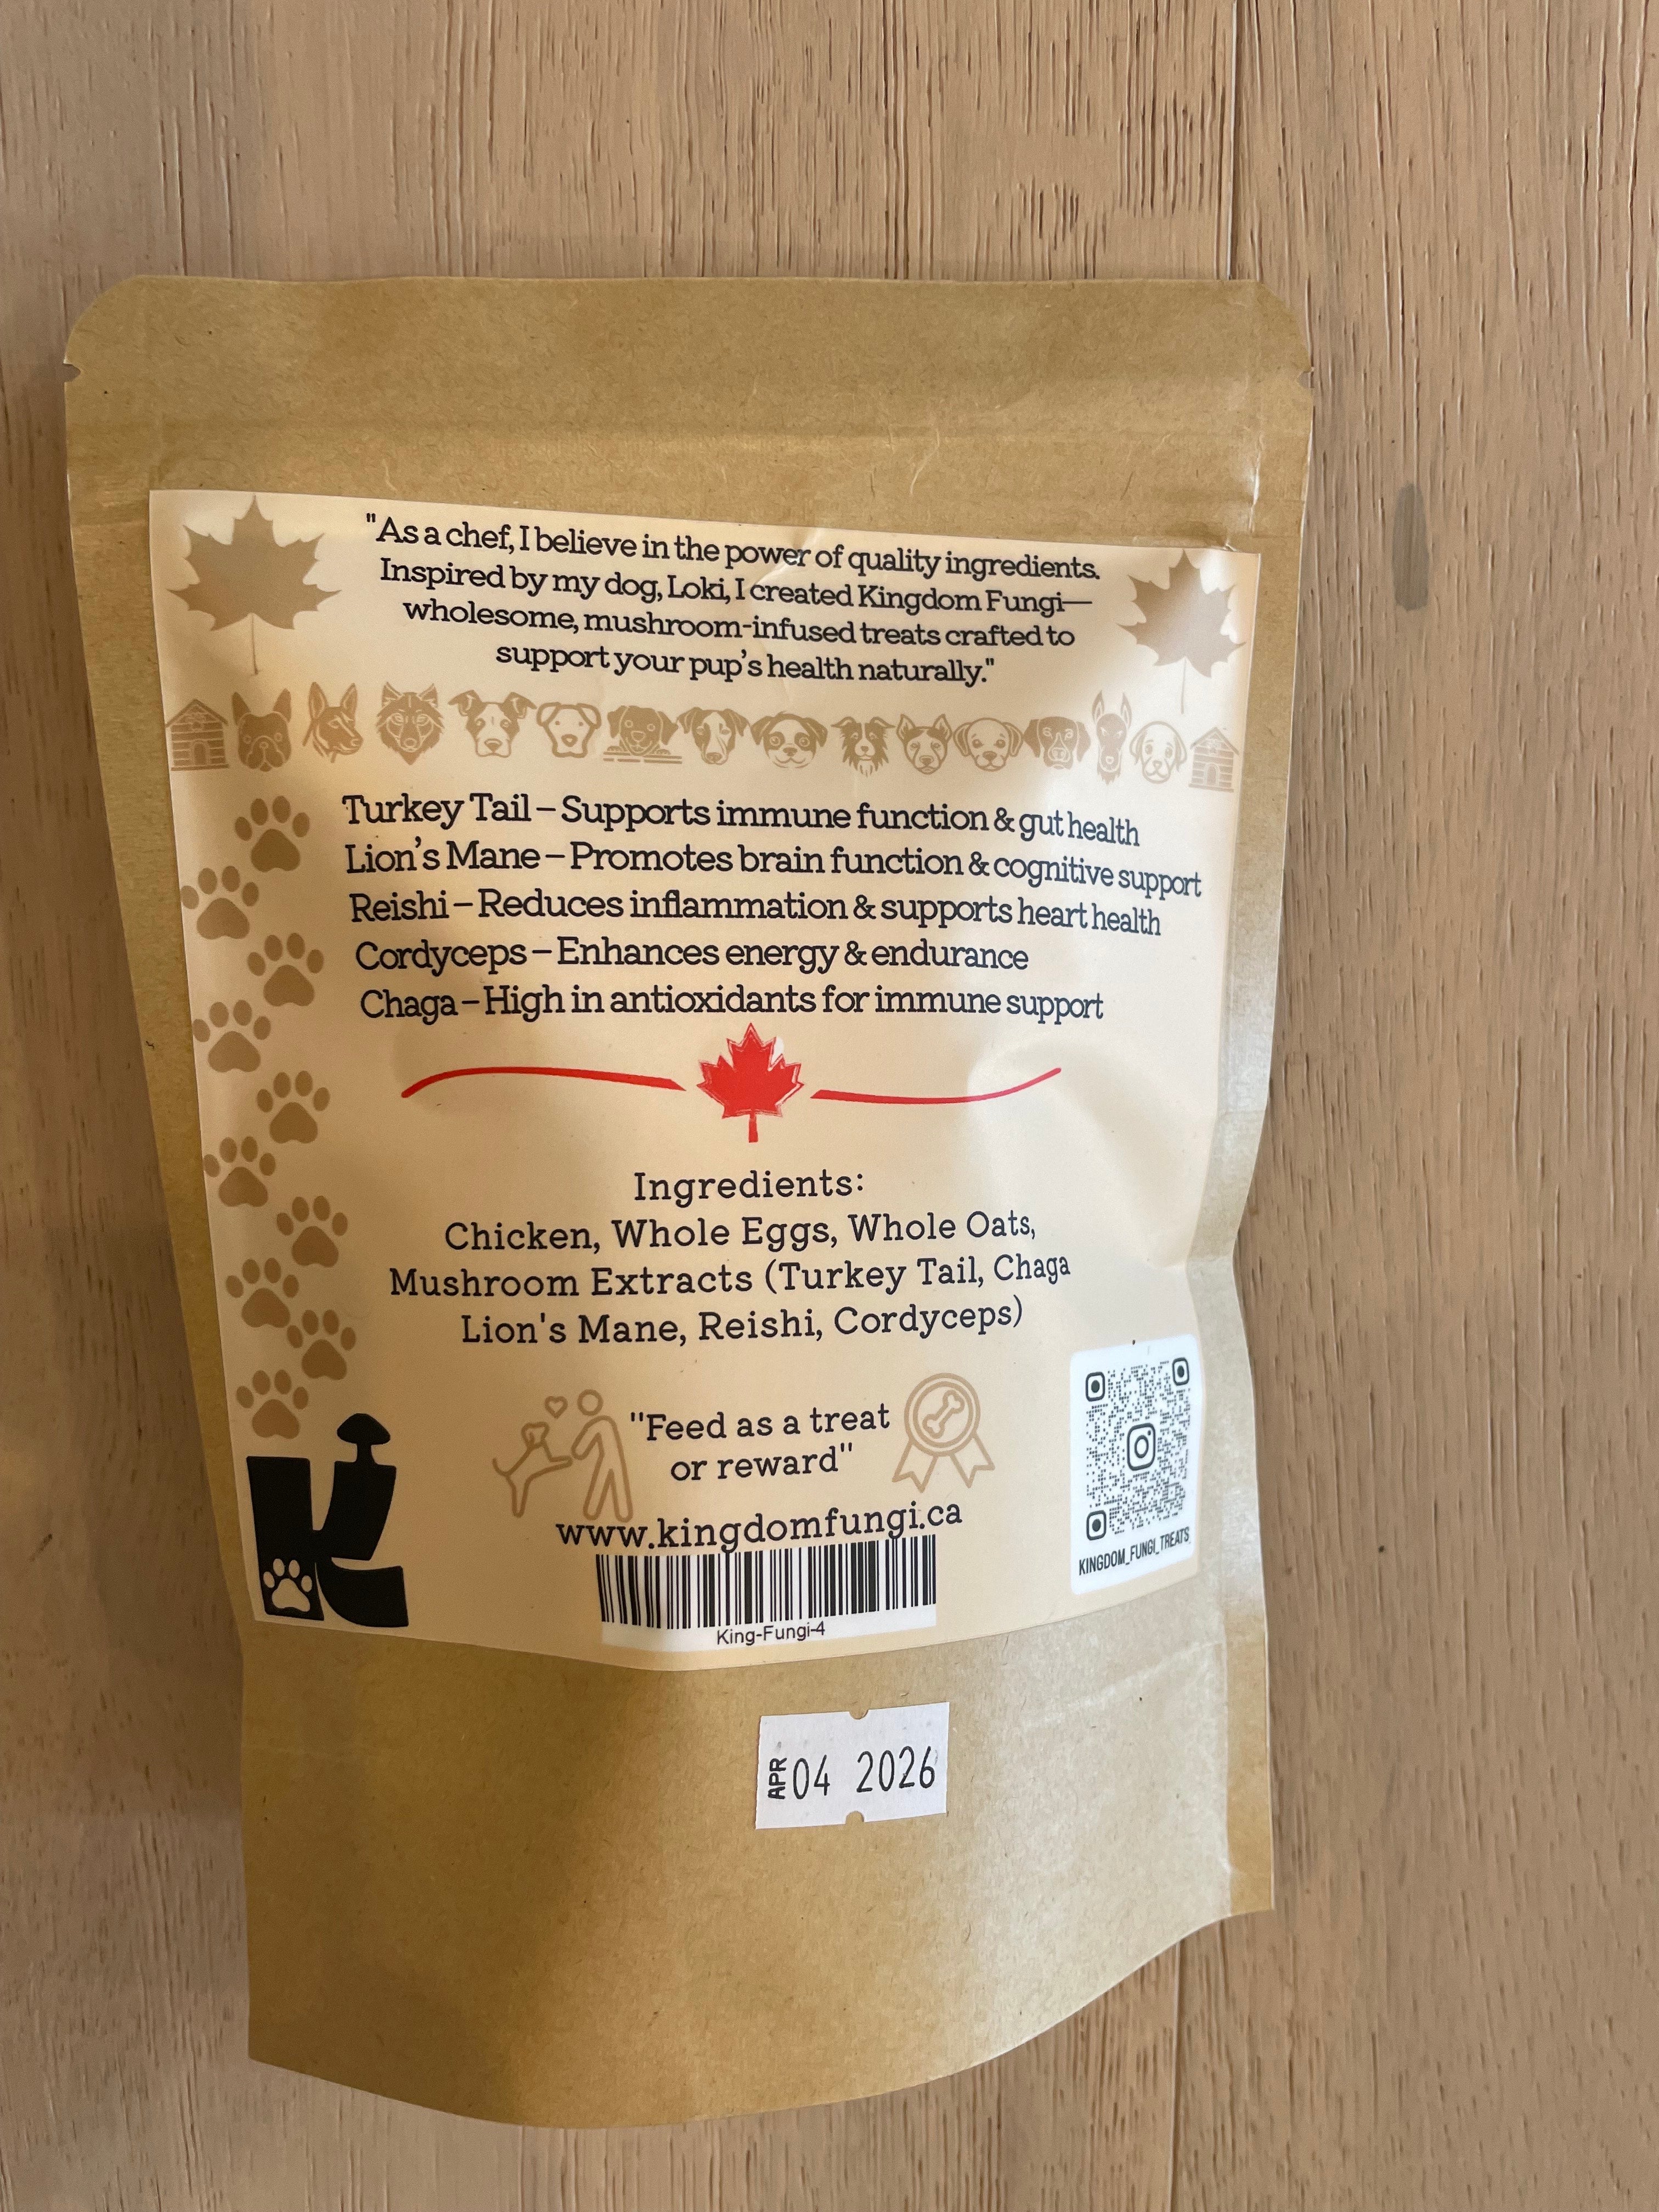 "As a chef, I believe in the power of quality ingredients.
Inspired by my dog, Loki, I created Kingdom Fungi—
wholesome, mushroom-infused treats crafted to
support your pup's health naturally."
Turkey Tail – Supports immune function & gut health
Lion's Mane – Promotes brain function & cognitive support
Reishi – Reduces inflammation & supports heart health
Cordyceps – Enhances energy & endurance
Chaga – High in antioxidants for immune support
Ingredients:
Chicken, Whole Eggs, Whole Oats,
Mushroom Extracts (Turkey Tail, Chaga
Lion's Mane, Reishi, Cordyceps)
"Feed as a treat
or reward"
www.kingdomfungi.ca
King-Fungi-4
KINGDOM_FUNGI_TREATS
K
APR 04 2026